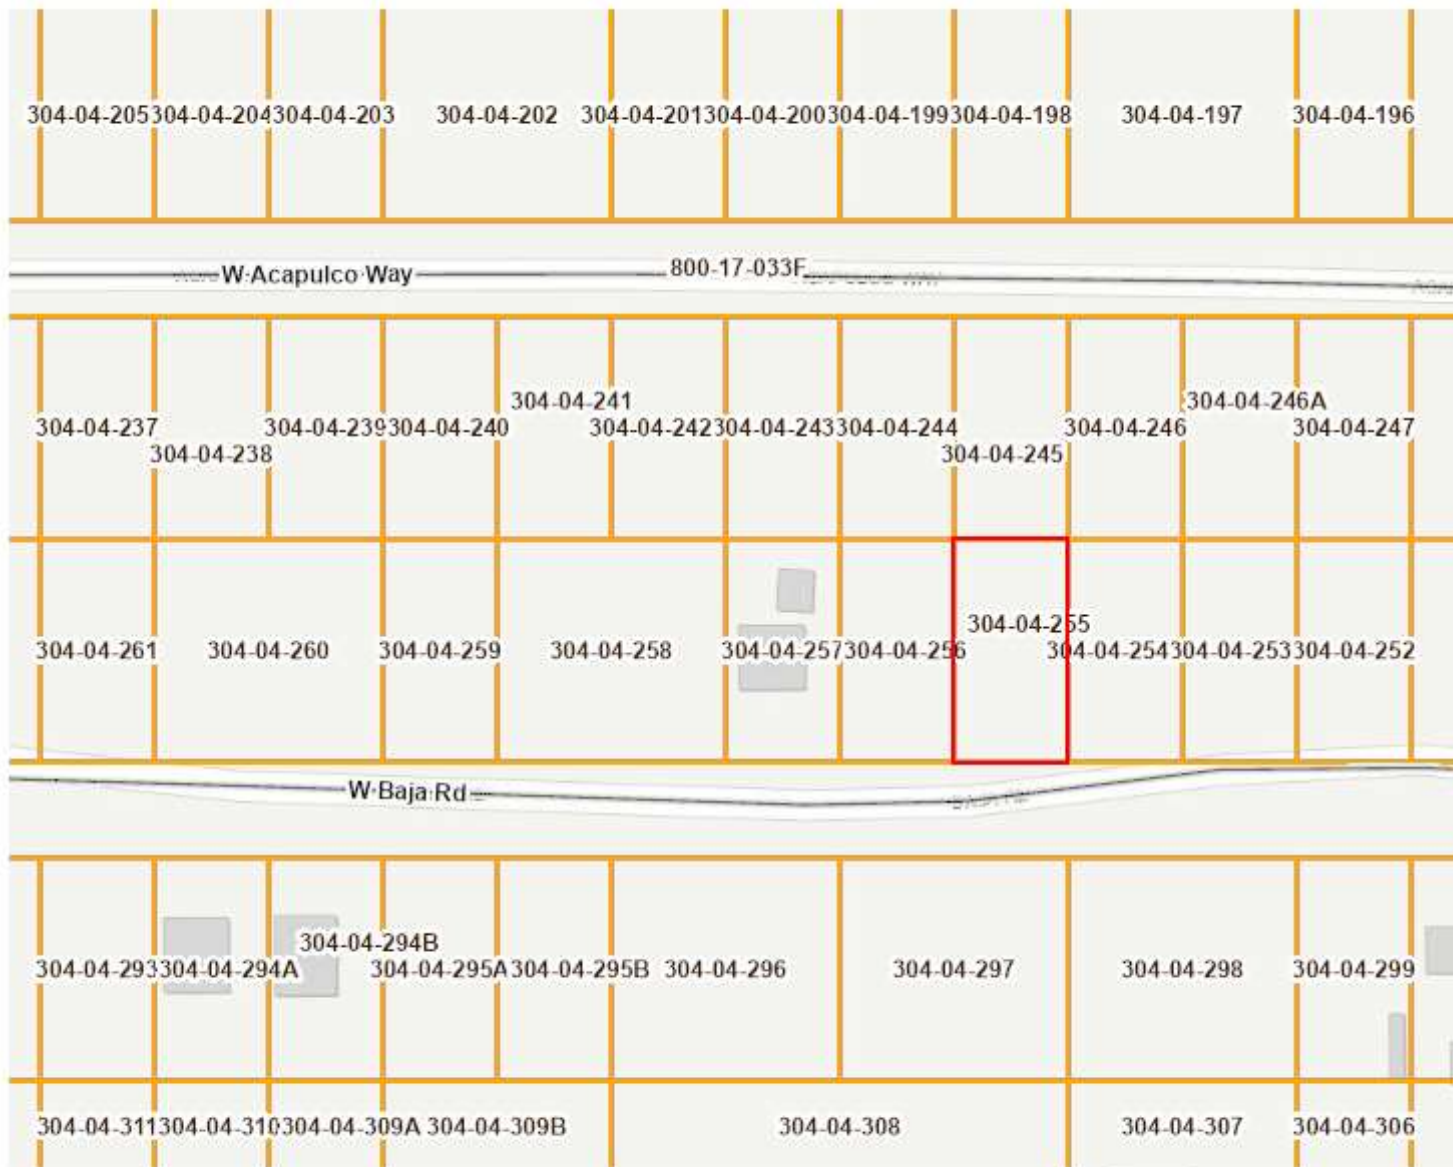 304-04-205 304-04-204 304-04-203 304-04-202 304-04-201 304-04-200 304-04-199 304-04-198 304-04-197 304-04-196
W Acapulco Way
800-17-033F
304-04-241 304-04-246A
304-04-237 304-04-239 304-04-240 304-04-242 304-04-243 304-04-244 304-04-246 304-04-247
304-04-238 304-04-245
304-04-255
304-04-261 304-04-260 304-04-259 304-04-258 304-04-257 304-04-256 304-04-254 304-04-253 304-04-252
W Baja Rd
304-04-294B
304-04-293 304-04-294A 304-04-295A 304-04-295B 304-04-296 304-04-297 304-04-298 304-04-299
304-04-311 304-04-310 304-04-309A 304-04-309B 304-04-308 304-04-307 304-04-306